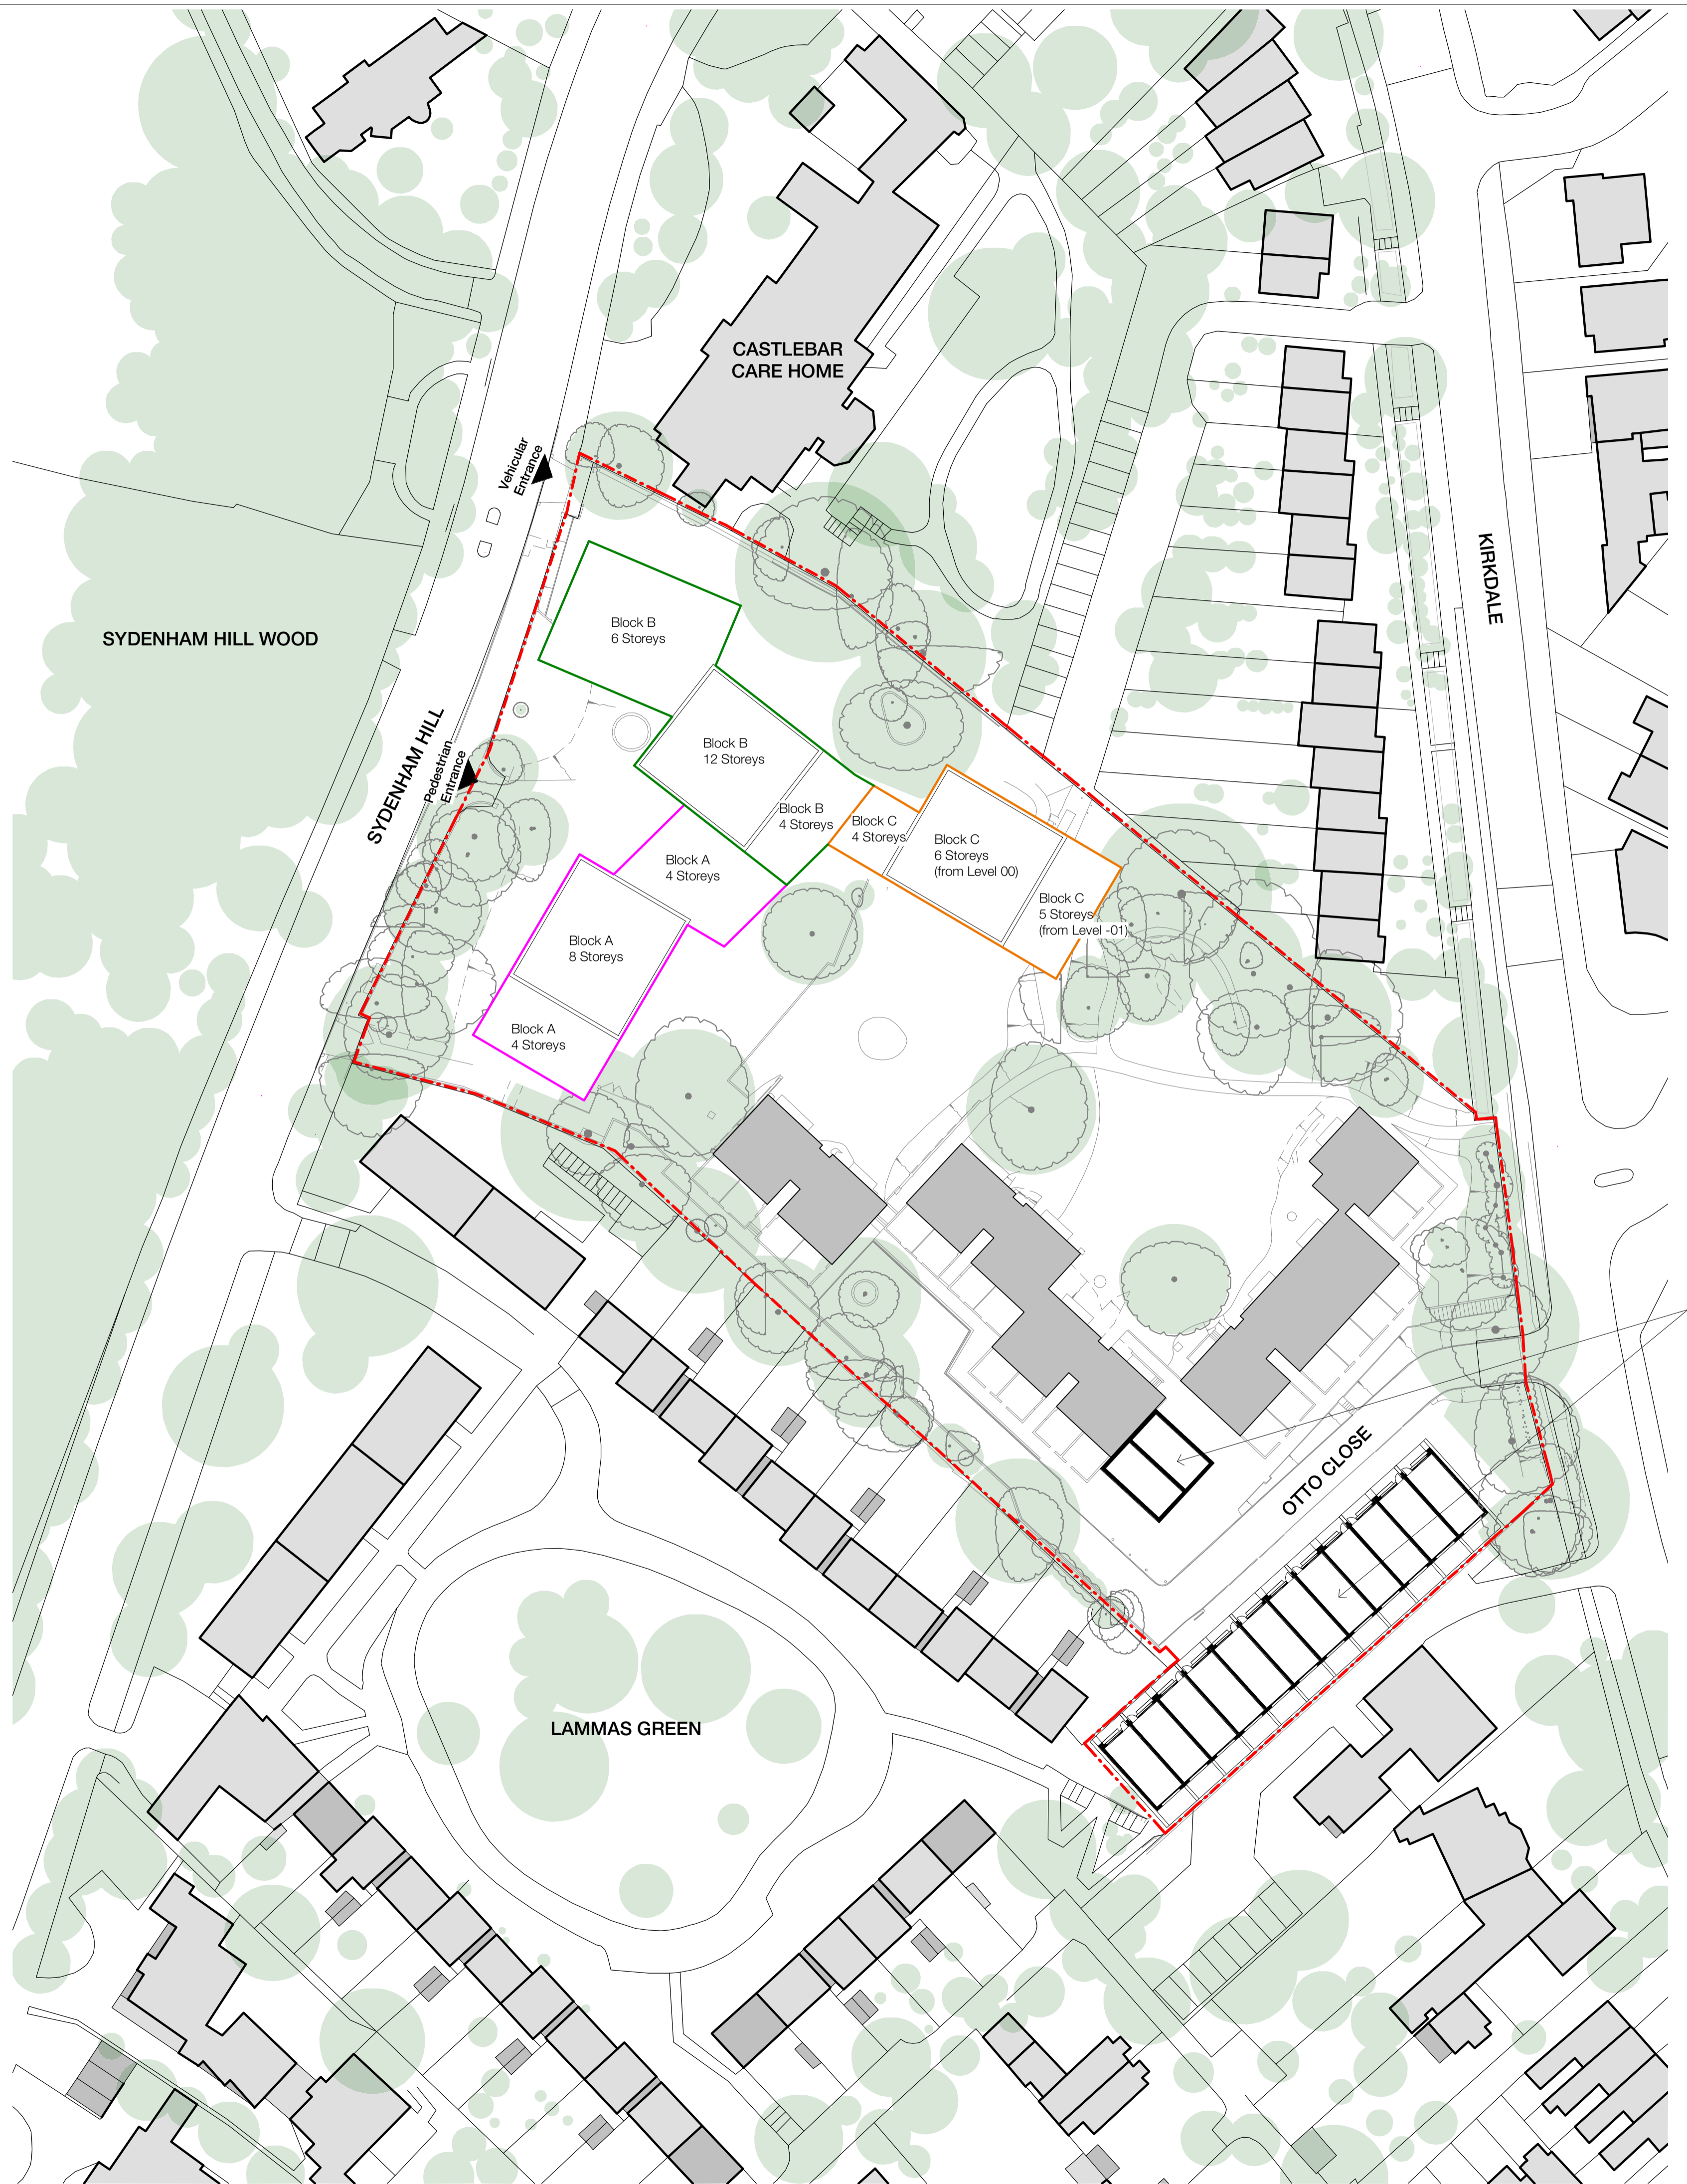 CASTLEBAR
CARE HOME
Vehicular
Entrance
KIRKDALE
SYDENHAM HILL WOOD
Block B
6 Storeys
SYDENHAM HILL
Pedestrian
Entrance
Block B
12 Storeys
Block B
4 Storeys
Block C
4 Storeys
Block C
6 Storeys
(from Level 00)
Block A
4 Storeys
Block C
5 Storeys
(from Level -01)
Block A
8 Storeys
Block A
4 Storeys
OTTO CLOSE
LAMMAS GREEN